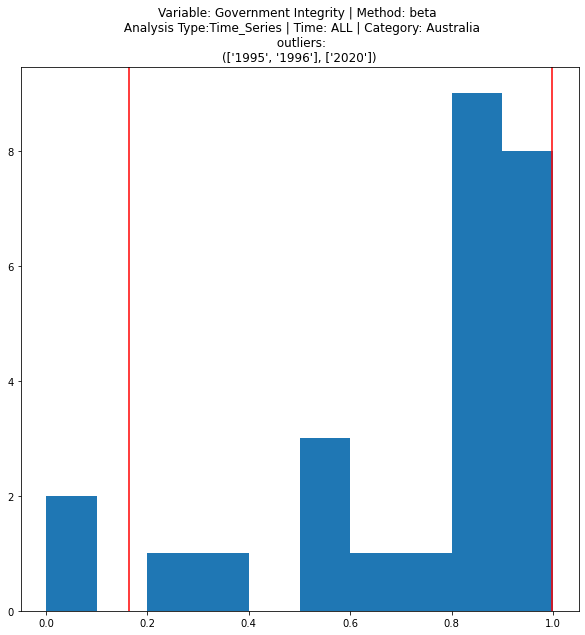 Variable: Government Integrity | Method: beta
Analysis Type:Time_Series | Time: ALL | Category: Australia
outliers:
(['1995', '1996'], ['2020'])
8
6
4
2
0
0.0 0.2 0.4 0.6 0.8 1.0